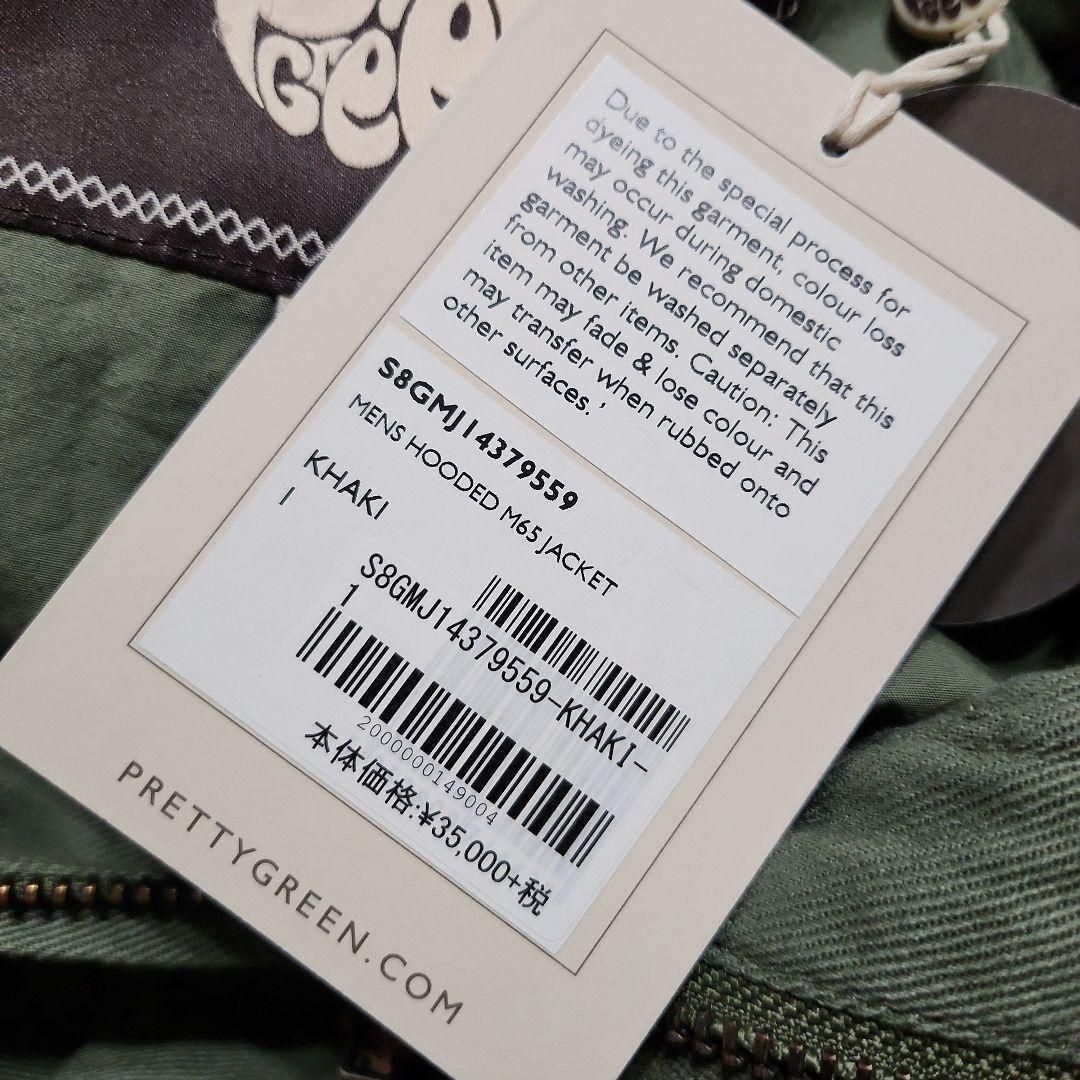 Gree
Due to the special process for
dyeing this garment, colour loss
may occur during domestic
washing. We recommend that this
garment be washed separately
from other items. Caution: This
item may fade & lose colour and
may transfer when rubbed onto
other surfaces.
S8GMJ14379559
MENS HOODED M65 JACKET
KHAKI
1
S8GMJ14379559-KHAKI-
1
2000000149004
本体価格:¥35,000+税
PRETTYGREEN.COM